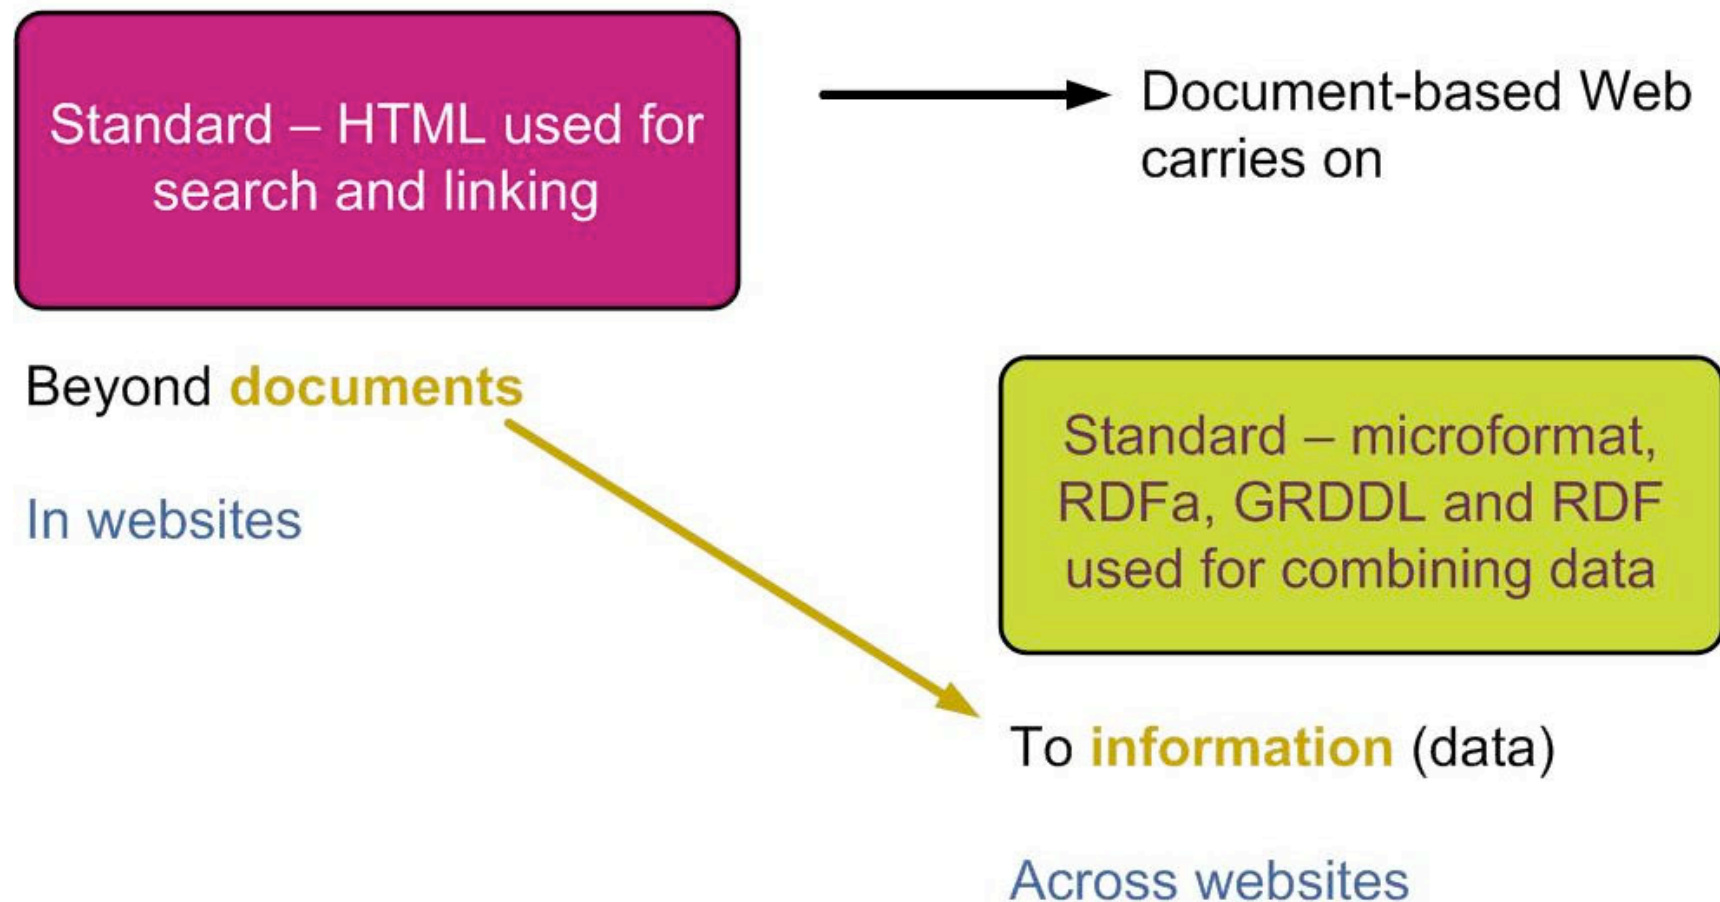 Standard – HTML used for
search and linking
Document-based Web
carries on
Beyond documents
In websites
Standard – microformat,
RDFa, GRDDL and RDF
used for combining data
To information (data)
Across websites